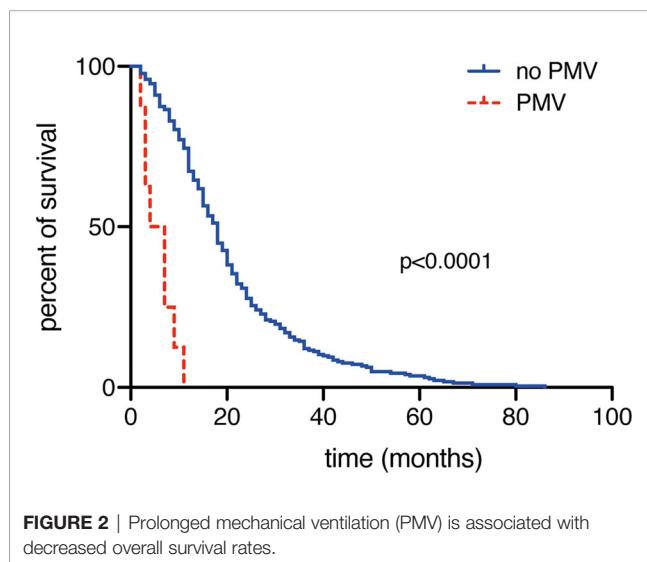 100
50
0
percent of survival
no PMV
PMV
p<0.0001
0 20 40 60 80 100
time (months)
FIGURE 2 | Prolonged mechanical ventilation (PMV) is associated with
decreased overall survival rates.